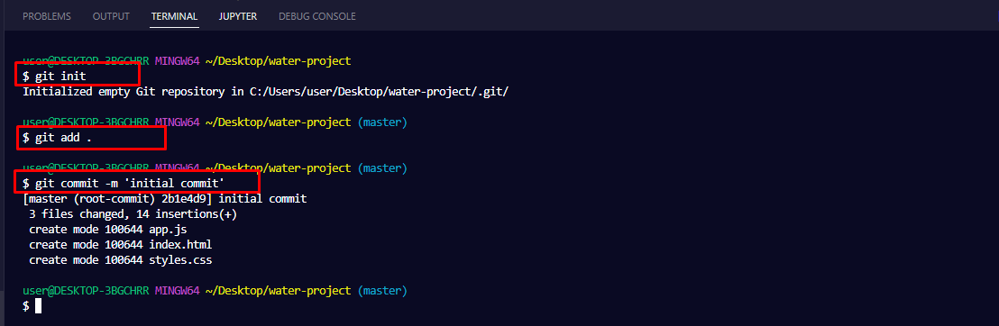 PROBLEMS OUTPUT TERMINAL JUPYTER DEBUG CONSOLE
user@DESKTOP-3BGCHRR MINGW64 ~/Desktop/water-project
$ git init
Initialized empty Git repository in C:/Users/user/Desktop/water-project/.git/
user@DESKTOP-3BGCHRR MINGW64 ~/Desktop/water-project (master)
$ git add .
user@DESKTOP-3BGCHRR MINGW64 ~/Desktop/water-project (master)
$ git commit -m 'initial commit'
[master (root-commit) 2b1e4d9] initial commit
 3 files changed, 14 insertions(+)
 create mode 100644 app.js
 create mode 100644 index.html
 create mode 100644 styles.css
user@DESKTOP-3BGCHRR MINGW64 ~/Desktop/water-project (master)
$